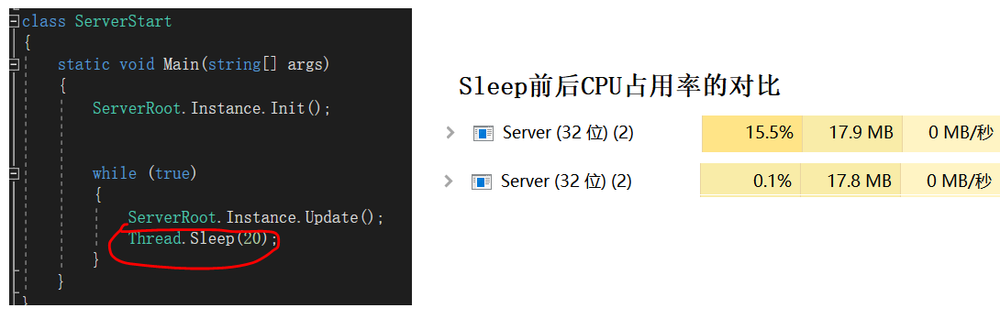 class ServerStart
{
static void Main(string[] args)
{
ServerRoot.Instance.Init();
while (true)
{
ServerRoot.Instance.Update();
Thread.Sleep(20);
}
}
}
Sleep前后CPU占用率的对比
Server (32 位) (2) 15.5% 17.9 MB 0 MB/秒
Server (32 位) (2) 0.1% 17.8 MB 0 MB/秒